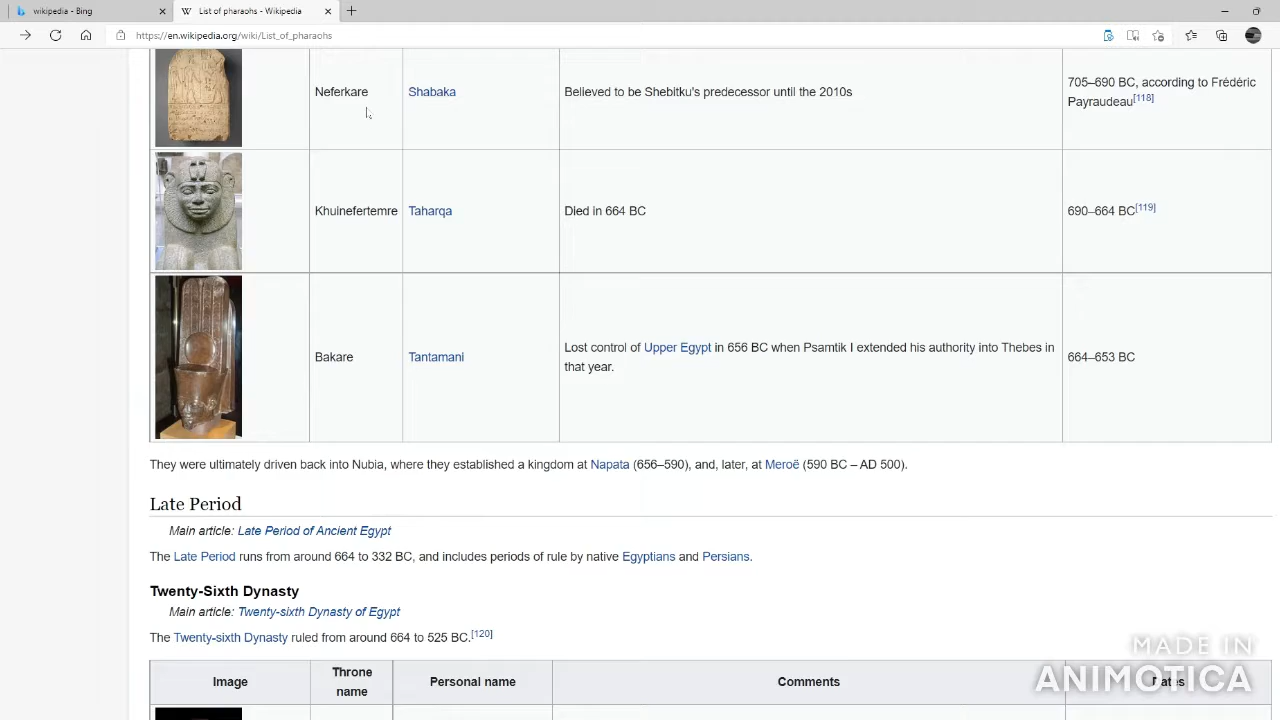 wikipedia - Bing
List of pharaohs - Wikipedia
https://en.wikipedia.org/wiki/List_of_pharaohs
Neferkare
Shabaka
Believed to be Shebitku's predecessor until the 2010s
705–690 BC, according to Frédéric
Payraudeau[118]
Khuinefertemre
Taharqa
Died in 664 BC
690–664 BC[119]
Bakare
Tantamani
Lost control of Upper Egypt in 656 BC when Psamtik I extended his authority into Thebes in
that year.
664–653 BC
They were ultimately driven back into Nubia, where they established a kingdom at Napata (656–590), and, later, at Meroë (590 BC – AD 500).
Late Period
Main article: Late Period of Ancient Egypt
The Late Period runs from around 664 to 332 BC, and includes periods of rule by native Egyptians and Persians.
Twenty-Sixth Dynasty
Main article: Twenty-sixth Dynasty of Egypt
The Twenty-sixth Dynasty ruled from around 664 to 525 BC.[120]
Image
Throne
name
Personal name
Comments
Dates
MADE IN
ANIMOTICA